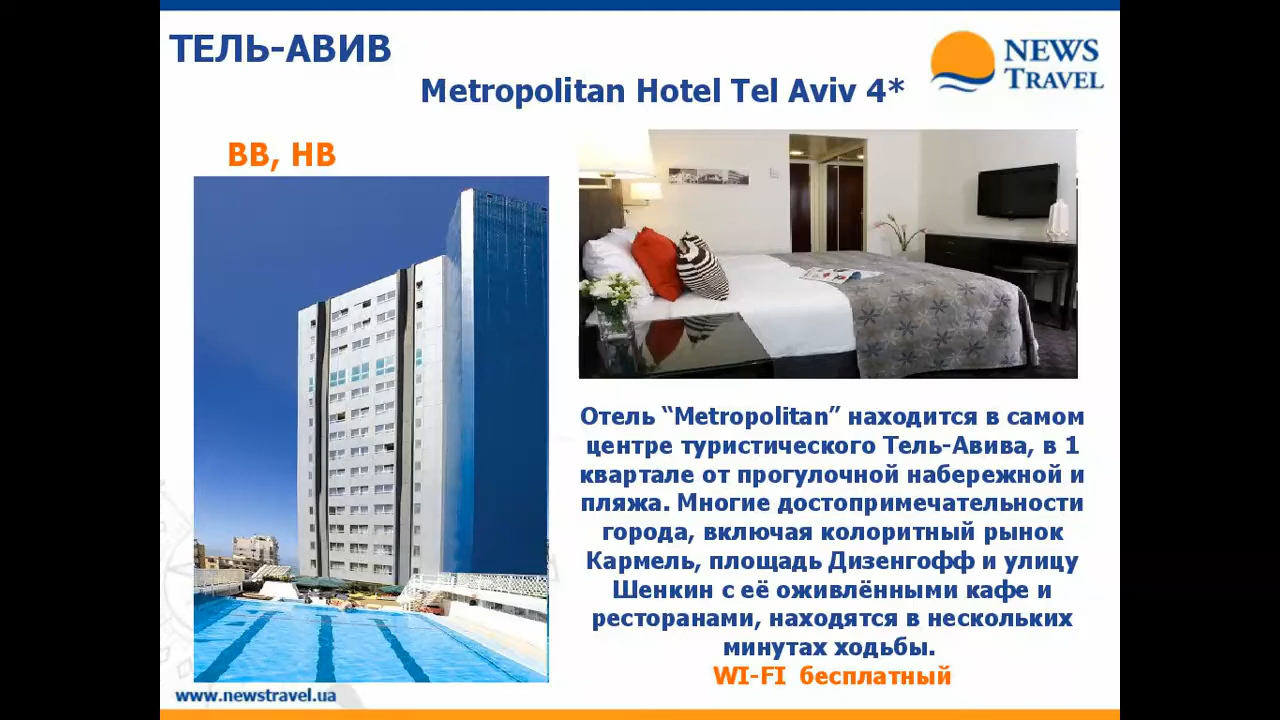 ТЕЛЬ-АВИВ
NEWS
TRAVEL
Metropolitan Hotel Tel Aviv 4*
BB, HB
Отель “Metropolitan” находится в самом
центре туристического Тель-Авива, в 1
квартале от прогулочной набережной и
пляжа. Многие достопримечательности
города, включая колоритный рынок
Кармель, площадь Дизенгофф и улицу
Шенкин с её оживлёнными кафе и
ресторанами, находятся в нескольких
минутах ходьбы.
WI-FI бесплатный
www.newstravel.ua